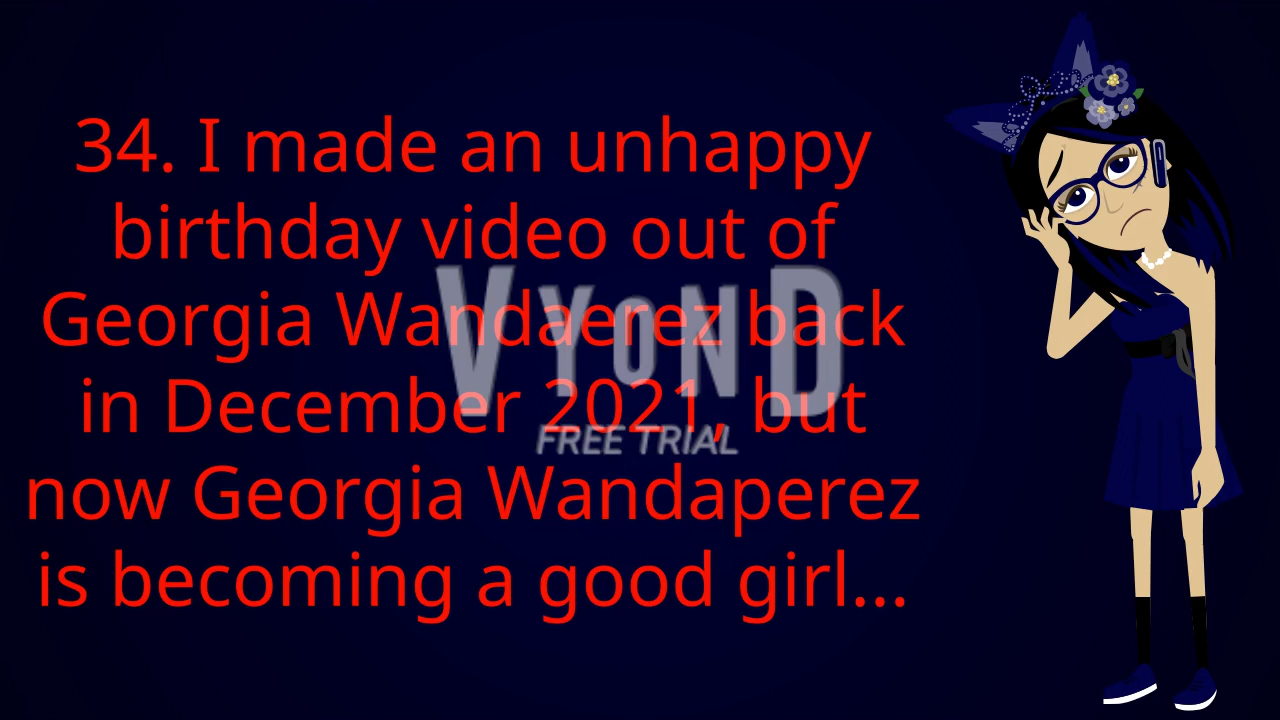 34. I made an unhappy
birthday video out of
Georgia Wandaerez back
in December 2021, but
now Georgia Wandaperez
is becoming a good girl...
VYOND
FREE TRIAL